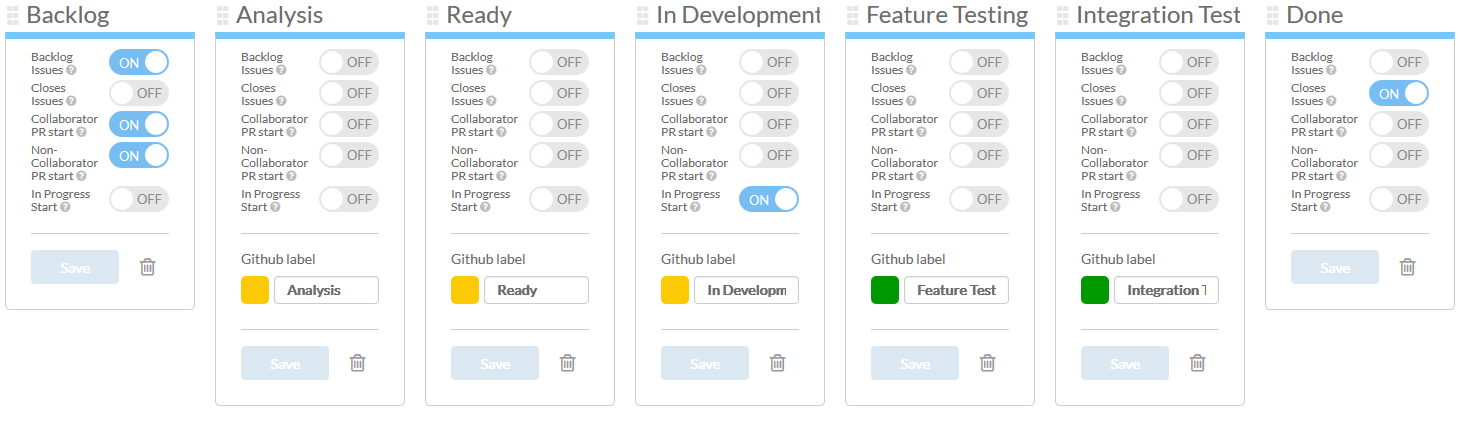 Backlog
Backlog
Issues ?
ON
Closes
Issues ?
OFF
Collaborator
PR start ?
ON
Non-
Collaborator
PR start ?
ON
In Progress
Start ?
OFF
Save
Analysis
Backlog
Issues ?
OFF
Closes
Issues ?
OFF
Collaborator
PR start ?
OFF
Non-
Collaborator
PR start ?
OFF
In Progress
Start ?
OFF
Github label
Analysis
Save
Ready
Backlog
Issues ?
OFF
Closes
Issues ?
OFF
Collaborator
PR start ?
OFF
Non-
Collaborator
PR start ?
OFF
In Progress
Start ?
OFF
Github label
Ready
Save
In Development
Backlog
Issues ?
OFF
Closes
Issues ?
OFF
Collaborator
PR start ?
OFF
Non-
Collaborator
PR start ?
OFF
In Progress
Start ?
ON
Github label
In Developm
Save
Feature Testing
Backlog
Issues ?
OFF
Closes
Issues ?
OFF
Collaborator
PR start ?
OFF
Non-
Collaborator
PR start ?
OFF
In Progress
Start ?
OFF
Github label
Feature Test
Save
Integration Test
Backlog
Issues ?
OFF
Closes
Issues ?
OFF
Collaborator
PR start ?
OFF
Non-
Collaborator
PR start ?
OFF
In Progress
Start ?
OFF
Github label
Integration T
Save
Done
Backlog
Issues ?
OFF
Closes
Issues ?
ON
Collaborator
PR start ?
OFF
Non-
Collaborator
PR start ?
OFF
In Progress
Start ?
OFF
Save